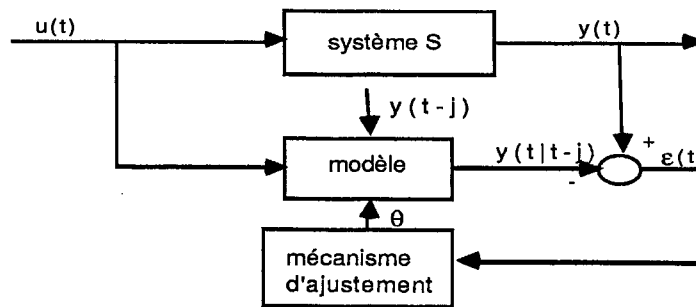 u(t)
système S
y(t)
y(t-j)
modèle
y(t|t-j)
+
-
ε(t
θ
mécanisme
d'ajustement